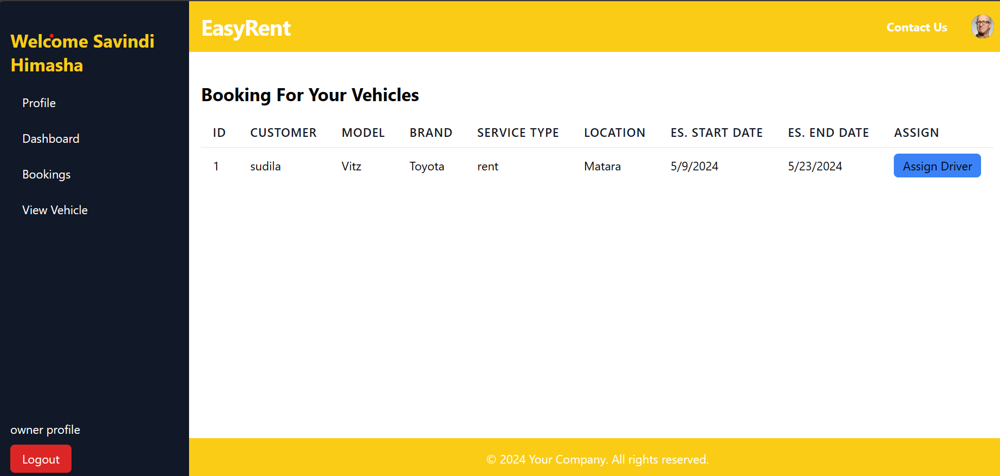 Welcome Savindi
Himasha
Profile
Dashboard
Bookings
View Vehicle
owner profile
Logout
EasyRent
Contact Us
Booking For Your Vehicles
ID CUSTOMER MODEL BRAND SERVICE TYPE LOCATION ES. START DATE ES. END DATE ASSIGN
1 sudila Vitz Toyota rent Matara 5/9/2024 5/23/2024 Assign Driver
© 2024 Your Company. All rights reserved.